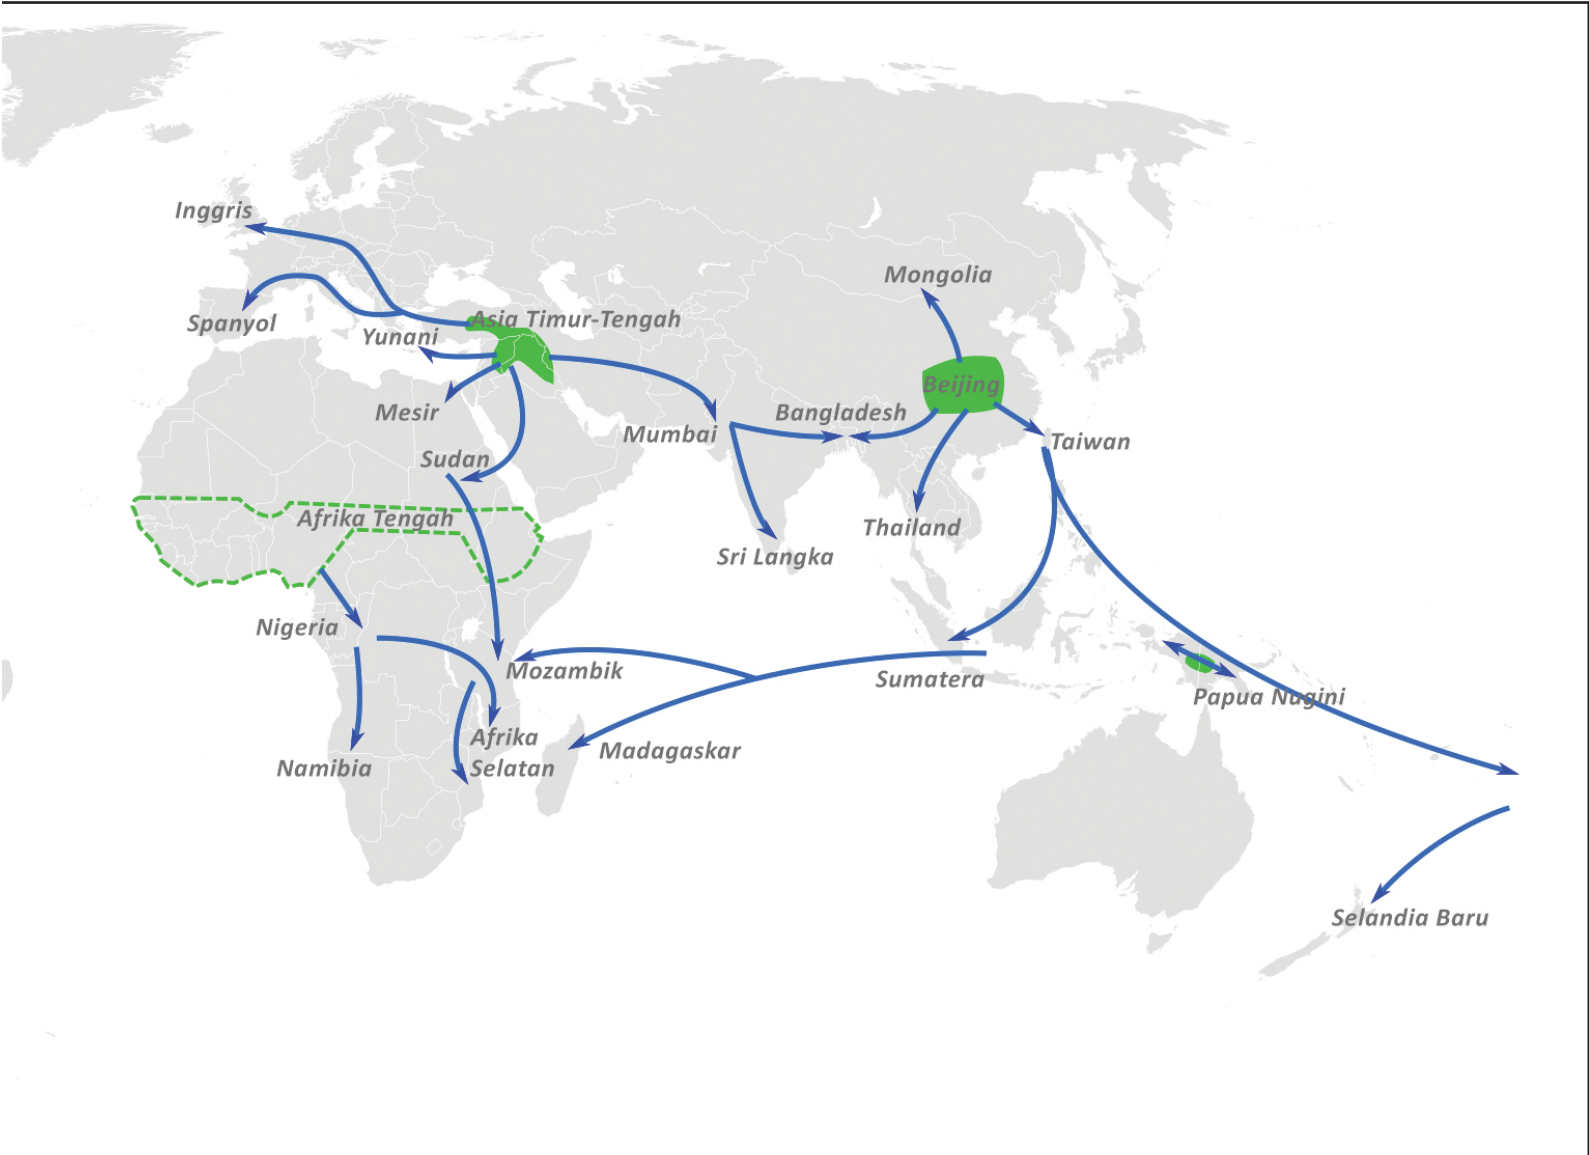 Inggris
Mongolia
Spanyol
Asia Timur-Tengah
Yunani
Beijing
Mesir
Bangladesh
Mumbai
Taiwan
Sudan
Afrika Tengah
Thailand
Sri Langka
Nigeria
Mozambik
Sumatera
Papua Nugini
Afrika
Selatan
Madagaskar
Namibia
Selandia Baru